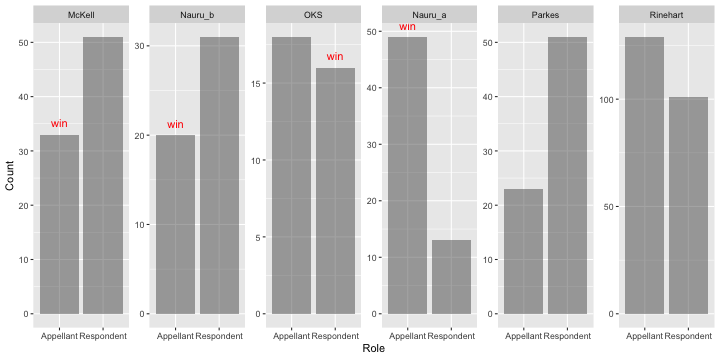 McKell Nauru_b OKS Nauru_a Parkes Rinehart
win win win win
Count
50 40 30 20 10 0
30 20 10 0
15 10 5 0
50 40 30 20 10 0
50 40 30 20 10 0
100 50 0
Appellant Respondent Appellant Respondent Appellant Respondent Appellant Respondent Appellant Respondent Appellant Respondent
Role